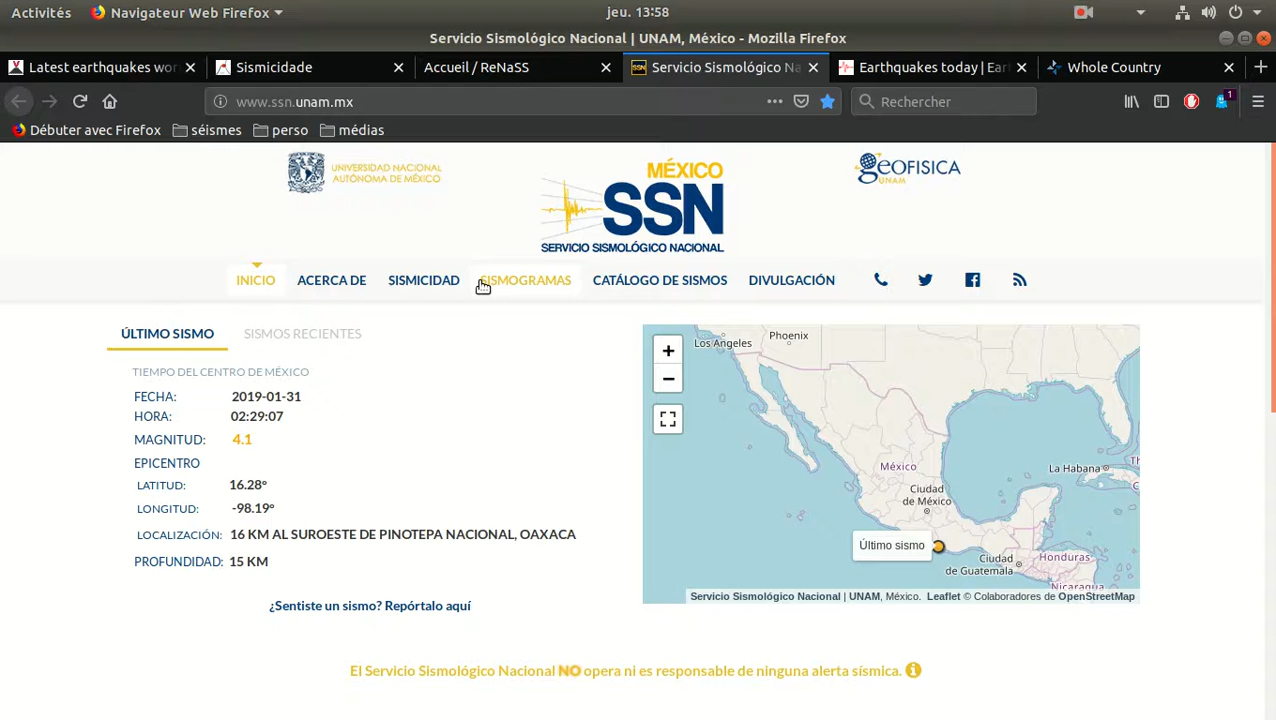 Activités Navigateur Web Firefox jeu. 13:58
Servicio Sismológico Nacional | UNAM, México - Mozilla Firefox
Latest earthquakes wor Sismicidade Accueil / ReNaSS Servicio Sismológico Na Earthquakes today | Eart Whole Country
www.ssn.unam.mx Rechercher 1
Débuter avec Firefox séismes perso médias
UNIVERSIDAD NACIONAL
AUTÓNOMA DE MÉXICO
MÉXICO
SSN
SERVICIO SISMOLÓGICO NACIONAL
GEOFISICA
UNAM
INICIO ACERCA DE SISMICIDAD SISMOGRAMAS CATÁLOGO DE SISMOS DIVULGACIÓN
ÚLTIMO SISMO SISMOS RECIENTES
TIEMPO DEL CENTRO DE MÉXICO
FECHA: 2019-01-31
HORA: 02:29:07
MAGNITUD: 4.1
EPICENTRO
LATITUD: 16.28°
LONGITUD: -98.19°
LOCALIZACIÓN: 16 KM AL SUROESTE DE PINOTEPA NACIONAL, OAXACA
PROFUNDIDAD: 15 KM
¿Sentiste un sismo? Repórtalo aquí
+
−
Los Angeles
Phoenix
México
Ciudad
de México
La Habana
Último sismo
Ciudad
de Guatemala
Honduras
Nicaragua
Servicio Sismológico Nacional | UNAM, México. Leaflet © Colaboradores de OpenStreetMap
El Servicio Sismológico Nacional NO opera ni es responsable de ninguna alerta sísmica.